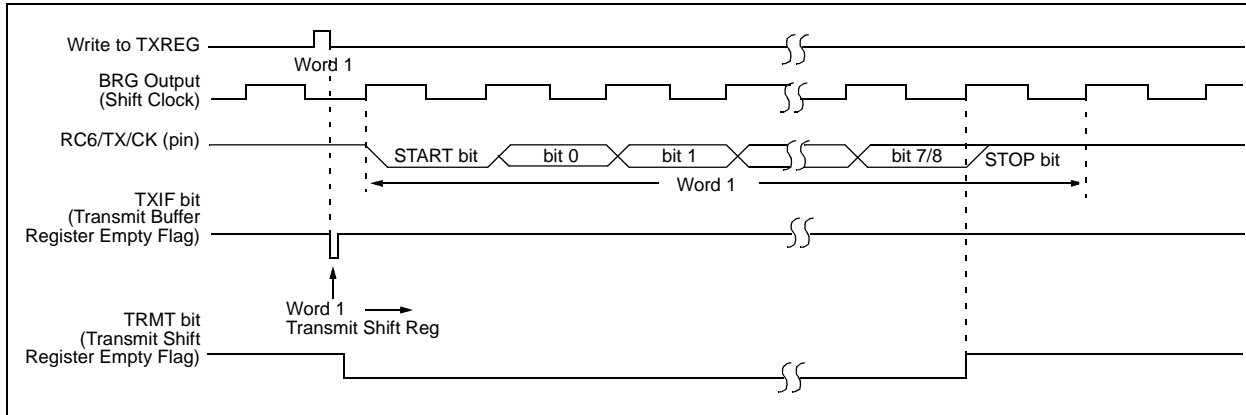 Write to TXREG
Word 1
BRG Output
(Shift Clock)
RC6/TX/CK (pin)
START bit
bit 0
bit 1
bit 7/8
STOP bit
Word 1
TXIF bit
(Transmit Buffer
Register Empty Flag)
Word 1
Transmit Shift Reg
TRMT bit
(Transmit Shift
Register Empty Flag)